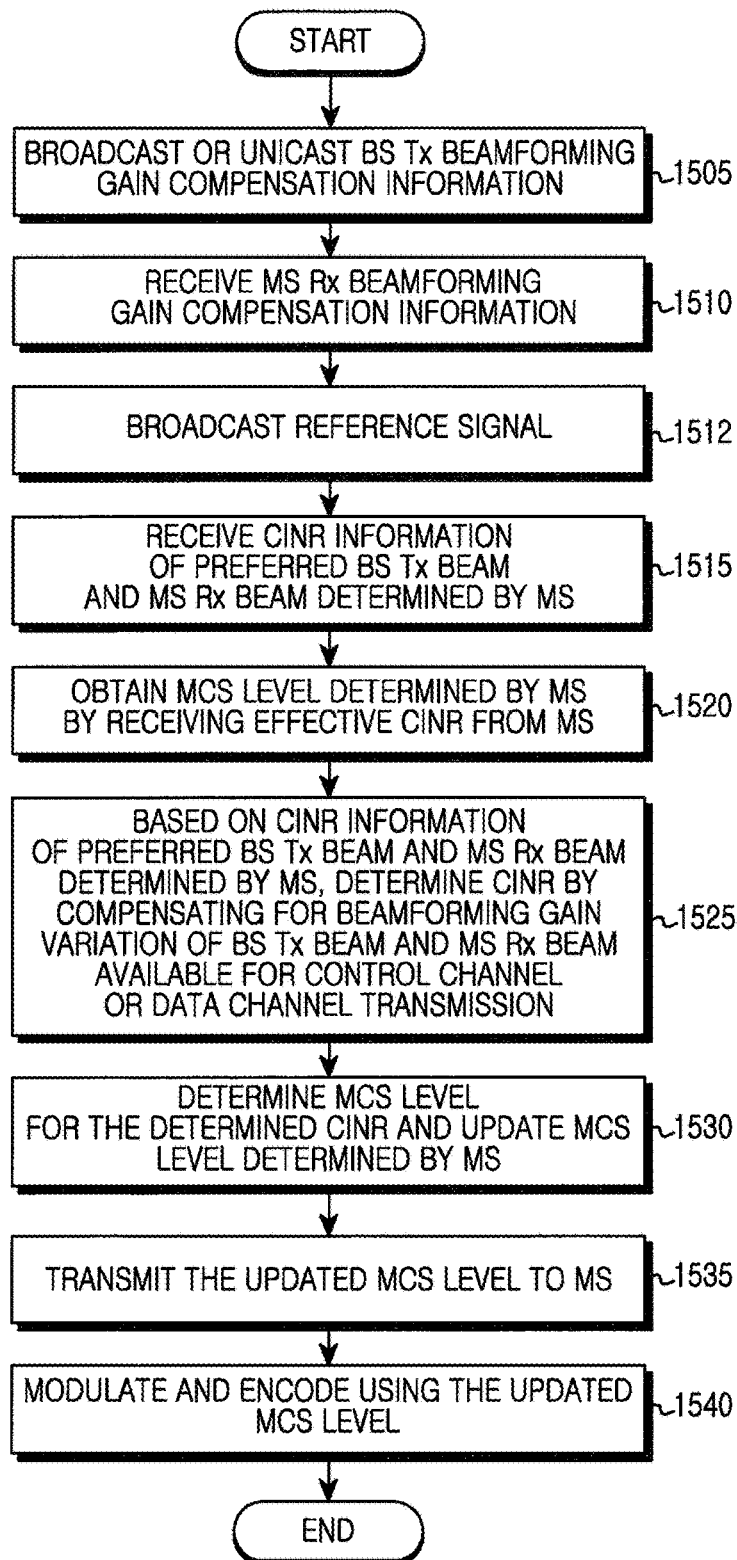 START
BROADCAST OR UNICAST BS Tx BEAMFORMING
GAIN COMPENSATION INFORMATION
1505
RECEIVE MS Rx BEAMFORMING
GAIN COMPENSATION INFORMATION
1510
BROADCAST REFERENCE SIGNAL
1512
RECEIVE CINR INFORMATION
OF PREFERRED BS Tx BEAM
AND MS Rx BEAM DETERMINED BY MS
1515
OBTAIN MCS LEVEL DETERMINED BY MS
BY RECEIVING EFFECTIVE CINR FROM MS
1520
BASED ON CINR INFORMATION
OF PREFERRED BS Tx BEAM AND MS Rx BEAM
DETERMINED BY MS, DETERMINE CINR BY
COMPENSATING FOR BEAMFORMING GAIN
VARIATION OF BS Tx BEAM AND MS Rx BEAM
AVAILABLE FOR CONTROL CHANNEL
OR DATA CHANNEL TRANSMISSION
1525
DETERMINE MCS LEVEL
FOR THE DETERMINED CINR AND UPDATE MCS
LEVEL DETERMINED BY MS
1530
TRANSMIT THE UPDATED MCS LEVEL TO MS
1535
MODULATE AND ENCODE USING THE UPDATED
MCS LEVEL
1540
END